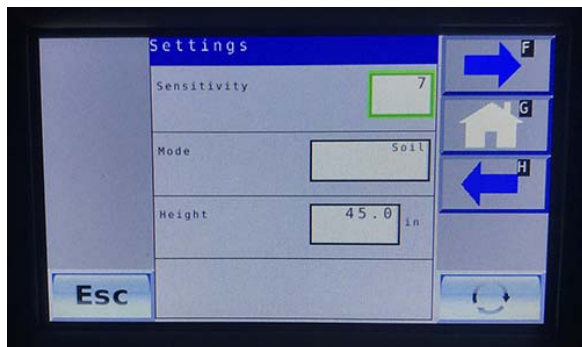 Settings
F
Sensitivity 7
G
Mode Soil
H
Height 45.0 in
Esc